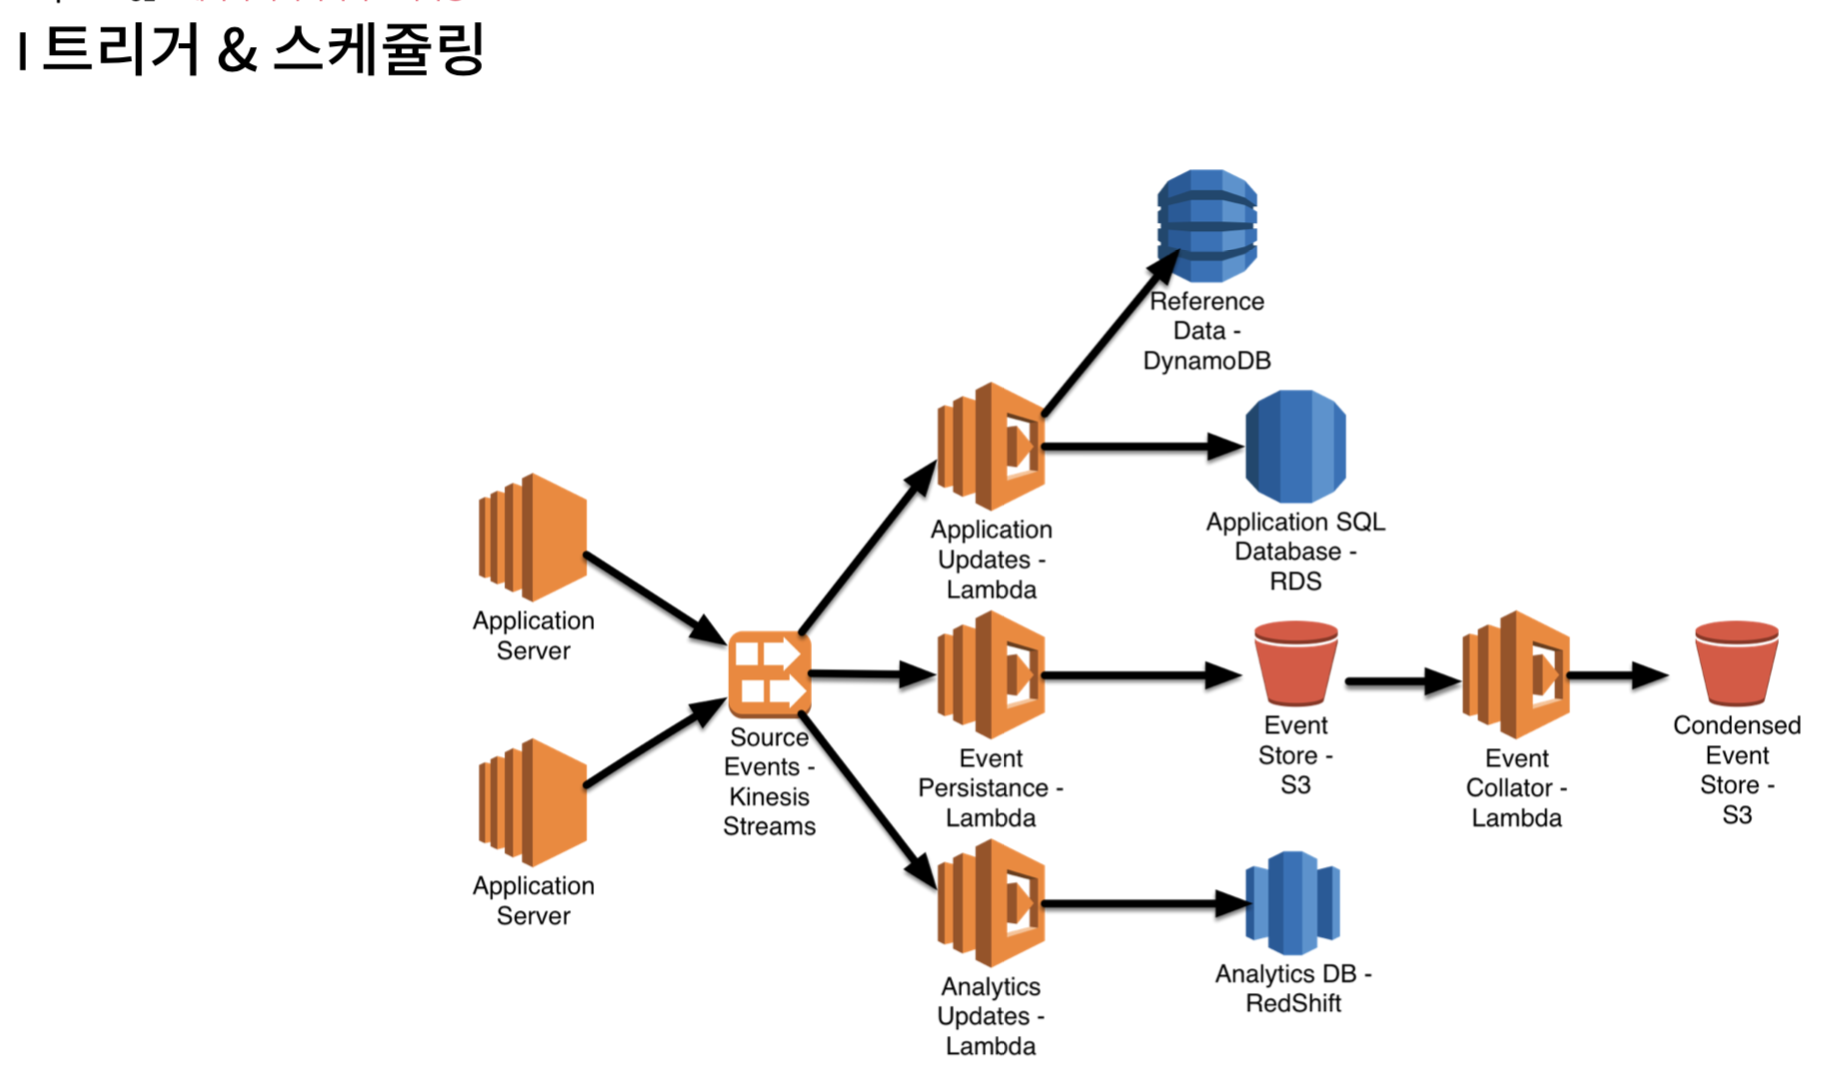 | 트리거 & 스케쥴링
Reference
Data -
DynamoDB
Application
Updates -
Lambda
Application SQL
Database -
RDS
Application
Server
Source
Events -
Kinesis
Streams
Event
Persistance -
Lambda
Event
Store -
S3
Event
Collator -
Lambda
Condensed
Event
Store -
S3
Application
Server
Analytics
Updates -
Lambda
Analytics DB -
RedShift